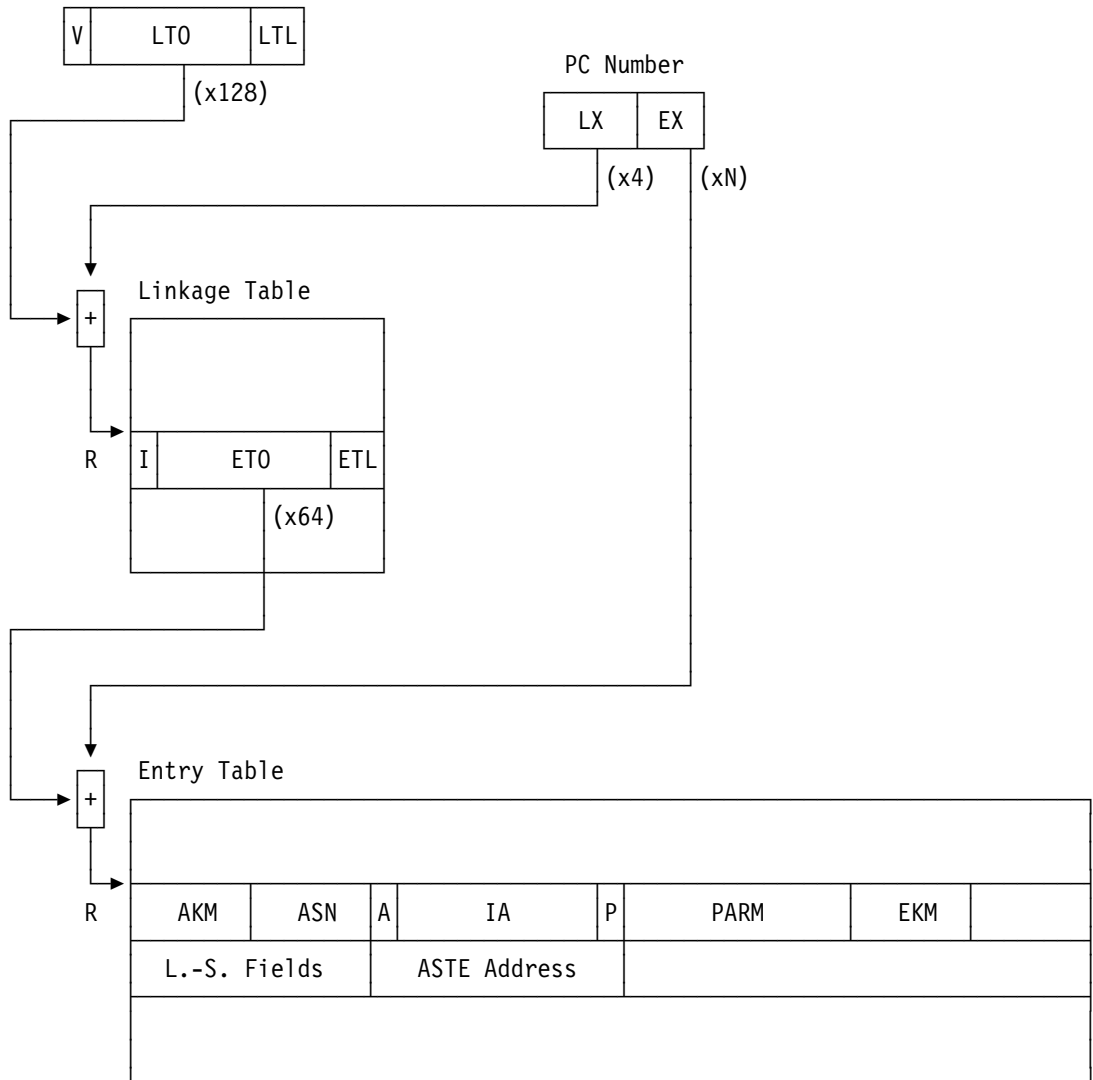 V LTO LTL
(x128)
PC Number
LX EX
(x4) (xN)
Linkage Table
+
R I ETO ETL
(x64)
Entry Table
+
R AKM ASN A IA P PARM EKM
L.-S. Fields ASTE Address